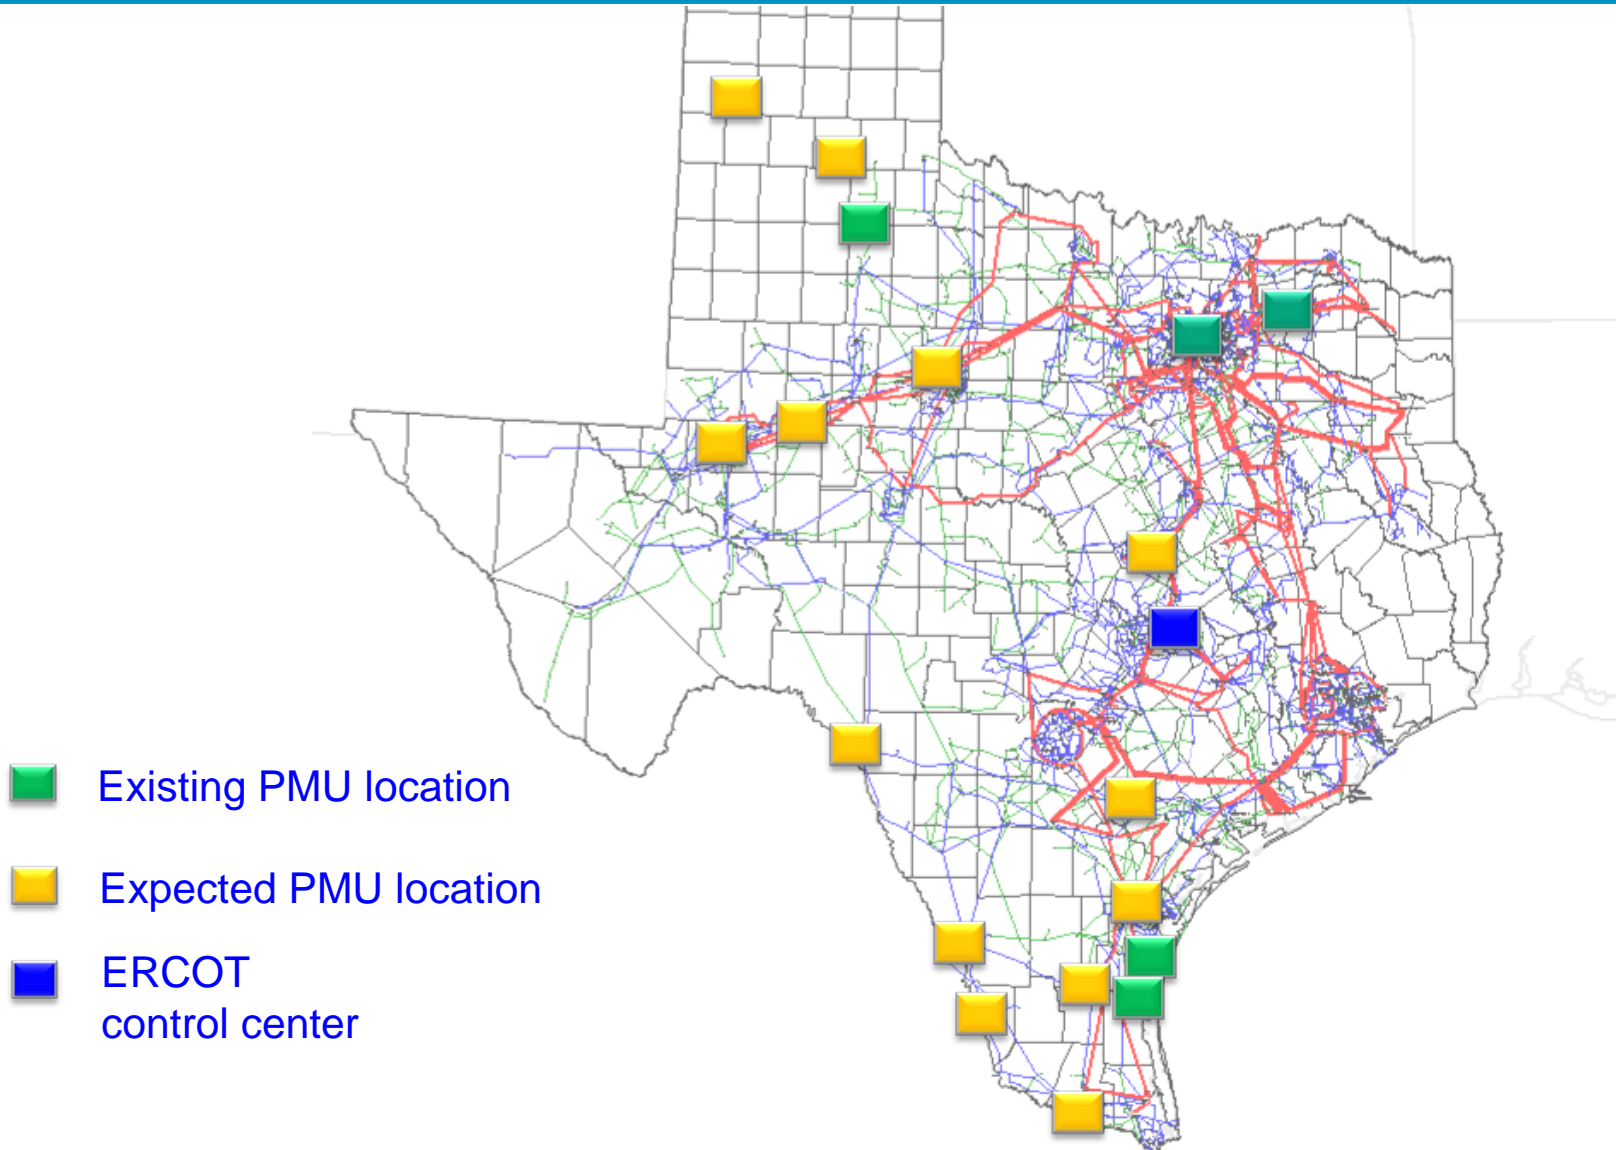 Existing PMU location
Expected PMU location
ERCOT
control center